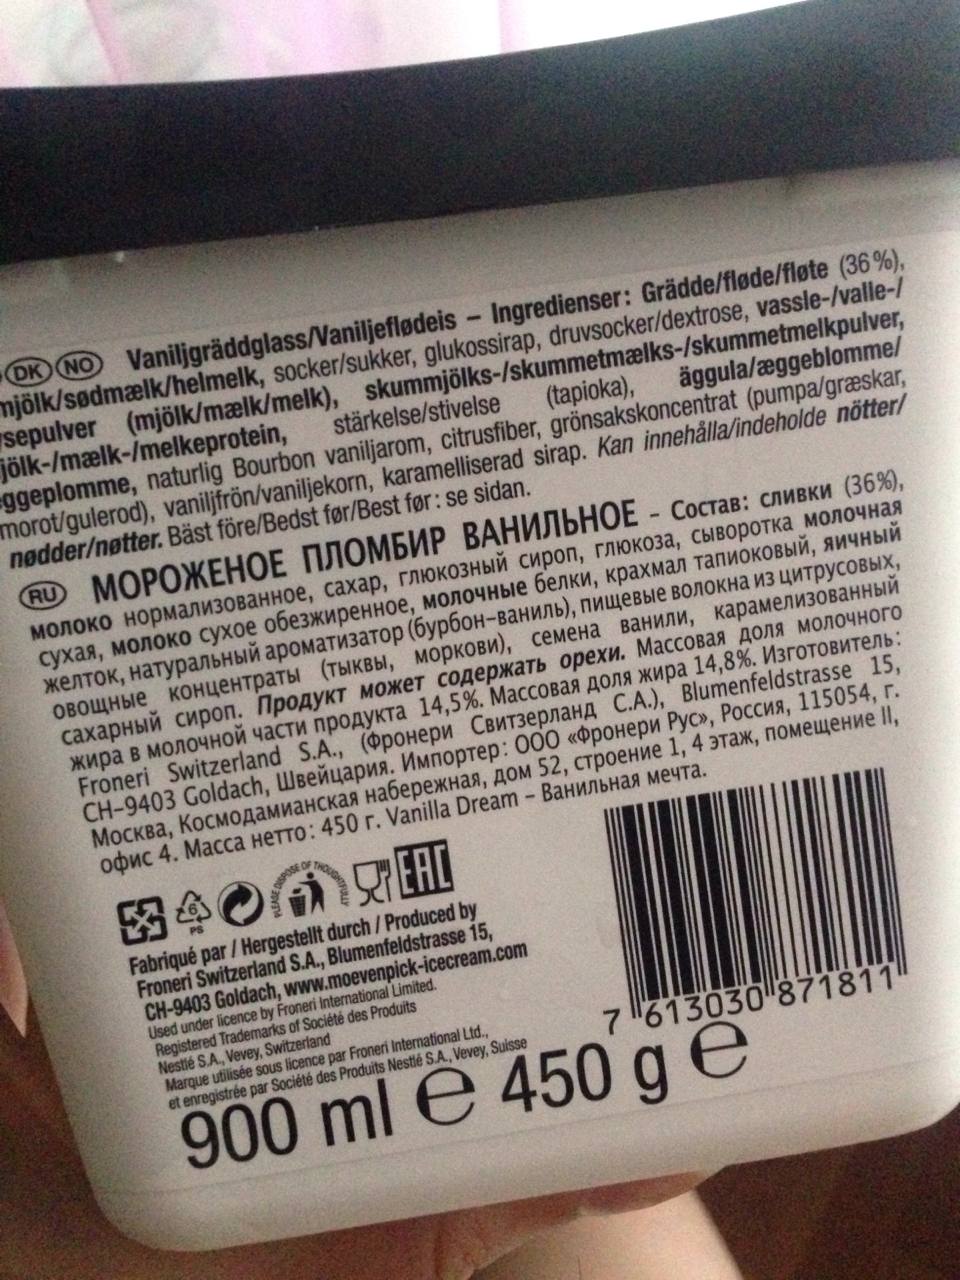 DK NO Vaniljgräddglass/Vaniljeflødeis – Ingredienser: Grädde/fløde/fløte (36%),
mjölk/sødmælk/helmelk, socker/sukker, glukossirap, druvsocker/dextrose, vassle-/valle-/
sepulver (mjölk/mælk/melk), skummjölks-/skummetmælks-/skummetmelkpulver,
jölk-/mælk-/melkeprotein, stärkelse/stivelse (tapioka), äggula/æggeblomme/
ggeplomme, naturlig Bourbon vaniljarom, citrusfiber, grönsakskoncentrat (pumpa/græskar,
morot/gulerod), vaniljfrön/vaniljekorn, karamelliserad sirap. Kan innehålla/indeholde nötter/
nødder/nøtter. Bäst före/Bedst før/Best før: se sidan.
RU МОРОЖЕНОЕ ПЛОМБИР ВАНИЛЬНОЕ – Состав: сливки (36%),
молоко нормализованное, сахар, глюкозный сироп, глюкоза, сыворотка молочная
сухая, молоко сухое обезжиренное, молочные белки, крахмал тапиоковый, яичный
желток, натуральный ароматизатор (бурбон-ваниль), пищевые волокна из цитрусовых,
овощные концентраты (тыквы, моркови), семена ванили, карамелизованный
сахарный сироп. Продукт может содержать орехи. Массовая доля молочного
жира в молочной части продукта 14,5%. Массовая доля жира 14,8%. Изготовитель:
Froneri Switzerland S.A., (Фронери Свитзерланд С.А.), Blumenfeldstrasse 15,
CH-9403 Goldach, Швейцария. Импортер: ООО «Фронери Рус», Россия, 115054, г.
Москва, Космодамианская набережная, дом 52, строение 1, 4 этаж, помещение II,
офис 4. Масса нетто: 450 г. Vanilla Dream – Ванильная мечта.
6
PS
PLEASE DISPOSE OF THOUGHTFULLY
EAC
Fabriqué par / Hergestellt durch / Produced by
Froneri Switzerland S.A., Blumenfeldstrasse 15,
CH-9403 Goldach, www.moevenpick-icecream.com
Used under licence by Froneri International Limited.
Registered Trademarks of Société des Produits
Nestlé S.A., Vevey, Switzerland
Marque utilisée sous licence par Froneri International Ltd.,
et enregistrée par Société des Produits Nestlé S.A., Vevey, Suisse
7 613030 871811
900 ml e 450 g e